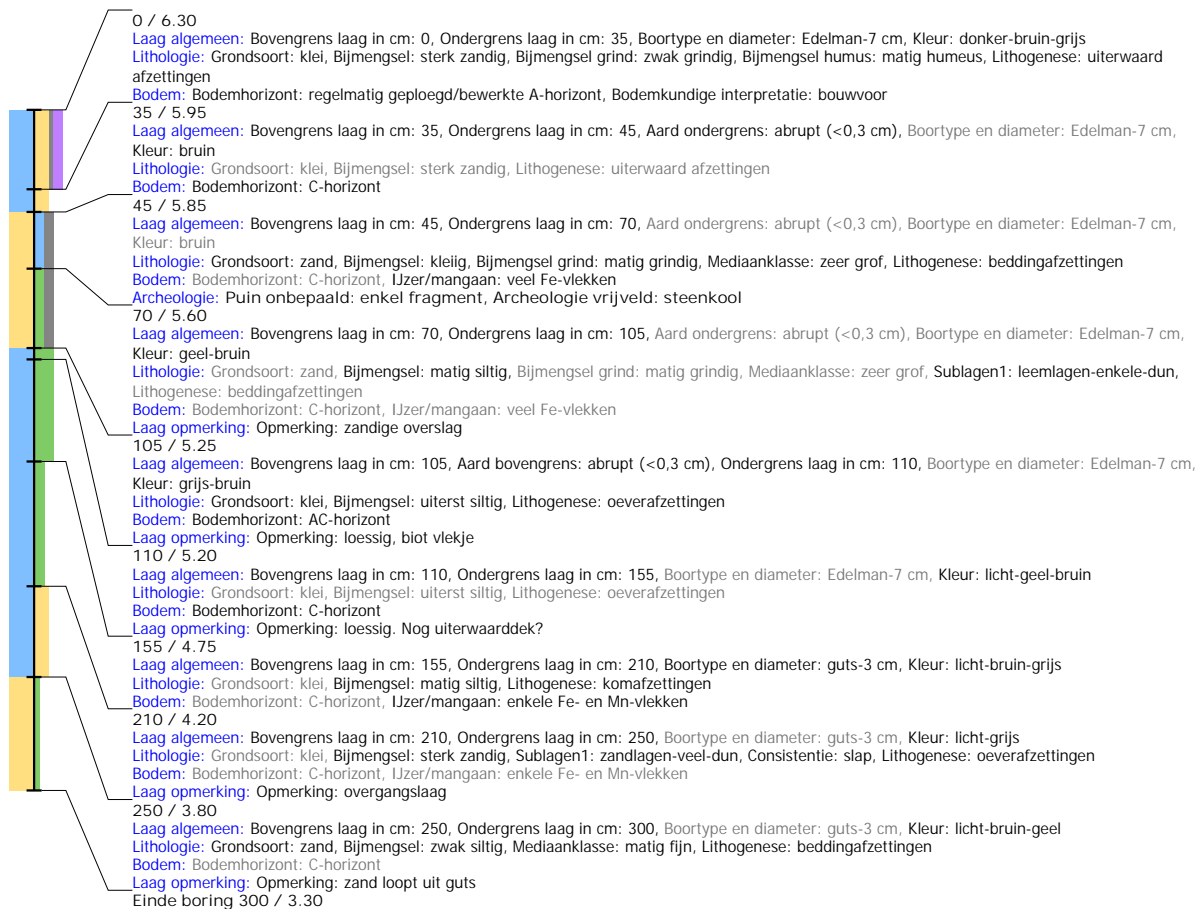 0 / 6.30
Laag algemeen: Bovengrens laag in cm: 0, Ondergrens laag in cm: 35, Boortype en diameter: Edelman-7 cm, Kleur: donker-bruin-grijs
Lithologie: Grondsoort: klei, Bijmengsel: sterk zandig, Bijmengsel grind: zwak grindig, Bijmengsel humus: matig humeus, Lithogenese: uiterwaard
afzettingen
Bodem: Bodemhorizont: regelmatig geploegd/bewerkte A-horizont, Bodemkundige interpretatie: bouwvoor
35 / 5.95
Laag algemeen: Bovengrens laag in cm: 35, Ondergrens laag in cm: 45, Aard ondergrens: abrupt (<0,3 cm), Boortype en diameter: Edelman-7 cm,
Kleur: bruin
Lithologie: Grondsoort: klei, Bijmengsel: sterk zandig, Lithogenese: uiterwaard afzettingen
Bodem: Bodemhorizont: C-horizont
45 / 5.85
Laag algemeen: Bovengrens laag in cm: 45, Ondergrens laag in cm: 70, Aard ondergrens: abrupt (<0,3 cm), Boortype en diameter: Edelman-7 cm,
Kleur: bruin
Lithologie: Grondsoort: zand, Bijmengsel: kleiig, Bijmengsel grind: matig grindig, Mediaanklasse: zeer grof, Lithogenese: beddingafzettingen
Bodem: Bodemhorizont: C-horizont, IJzer/mangaan: veel Fe-vlekken
Archeologie: Puin onbepaald: enkel fragment, Archeologie vrijveld: steenkool
70 / 5.60
Laag algemeen: Bovengrens laag in cm: 70, Ondergrens laag in cm: 105, Aard ondergrens: abrupt (<0,3 cm), Boortype en diameter: Edelman-7 cm,
Kleur: geel-bruin
Lithologie: Grondsoort: zand, Bijmengsel: matig siltig, Bijmengsel grind: matig grindig, Mediaanklasse: zeer grof, Sublagen1: leemlagen-enkele-dun,
Lithogenese: beddingafzettingen
Bodem: Bodemhorizont: C-horizont, IJzer/mangaan: veel Fe-vlekken
Laag opmerking: Opmerking: zandige overslag
105 / 5.25
Laag algemeen: Bovengrens laag in cm: 105, Aard bovengrens: abrupt (<0,3 cm), Ondergrens laag in cm: 110, Boortype en diameter: Edelman-7 cm,
Kleur: grijs-bruin
Lithologie: Grondsoort: klei, Bijmengsel: uiterst siltig, Lithogenese: oeverafzettingen
Bodem: Bodemhorizont: AC-horizont
Laag opmerking: Opmerking: loessig, biot vlekje
110 / 5.20
Laag algemeen: Bovengrens laag in cm: 110, Ondergrens laag in cm: 155, Boortype en diameter: Edelman-7 cm, Kleur: licht-geel-bruin
Lithologie: Grondsoort: klei, Bijmengsel: uiterst siltig, Lithogenese: oeverafzettingen
Bodem: Bodemhorizont: C-horizont
Laag opmerking: Opmerking: loessig. Nog uiterwaarddek?
155 / 4.75
Laag algemeen: Bovengrens laag in cm: 155, Ondergrens laag in cm: 210, Boortype en diameter: guts-3 cm, Kleur: licht-bruin-grijs
Lithologie: Grondsoort: klei, Bijmengsel: matig siltig, Lithogenese: komafzettingen
Bodem: Bodemhorizont: C-horizont, IJzer/mangaan: enkele Fe- en Mn-vlekken
210 / 4.20
Laag algemeen: Bovengrens laag in cm: 210, Ondergrens laag in cm: 250, Boortype en diameter: guts-3 cm, Kleur: licht-grijs
Lithologie: Grondsoort: klei, Bijmengsel: sterk zandig, Sublagen1: zandlagen-veel-dun, Consistentie: slap, Lithogenese: oeverafzettingen
Bodem: Bodemhorizont: C-horizont, IJzer/mangaan: enkele Fe- en Mn-vlekken
Laag opmerking: Opmerking: overgangslaag
250 / 3.80
Laag algemeen: Bovengrens laag in cm: 250, Ondergrens laag in cm: 300, Boortype en diameter: guts-3 cm, Kleur: licht-bruin-geel
Lithologie: Grondsoort: zand, Bijmengsel: zwak siltig, Mediaanklasse: matig fijn, Lithogenese: beddingafzettingen
Bodem: Bodemhorizont: C-horizont
Laag opmerking: Opmerking: zand loopt uit guts
Einde boring 300 / 3.30